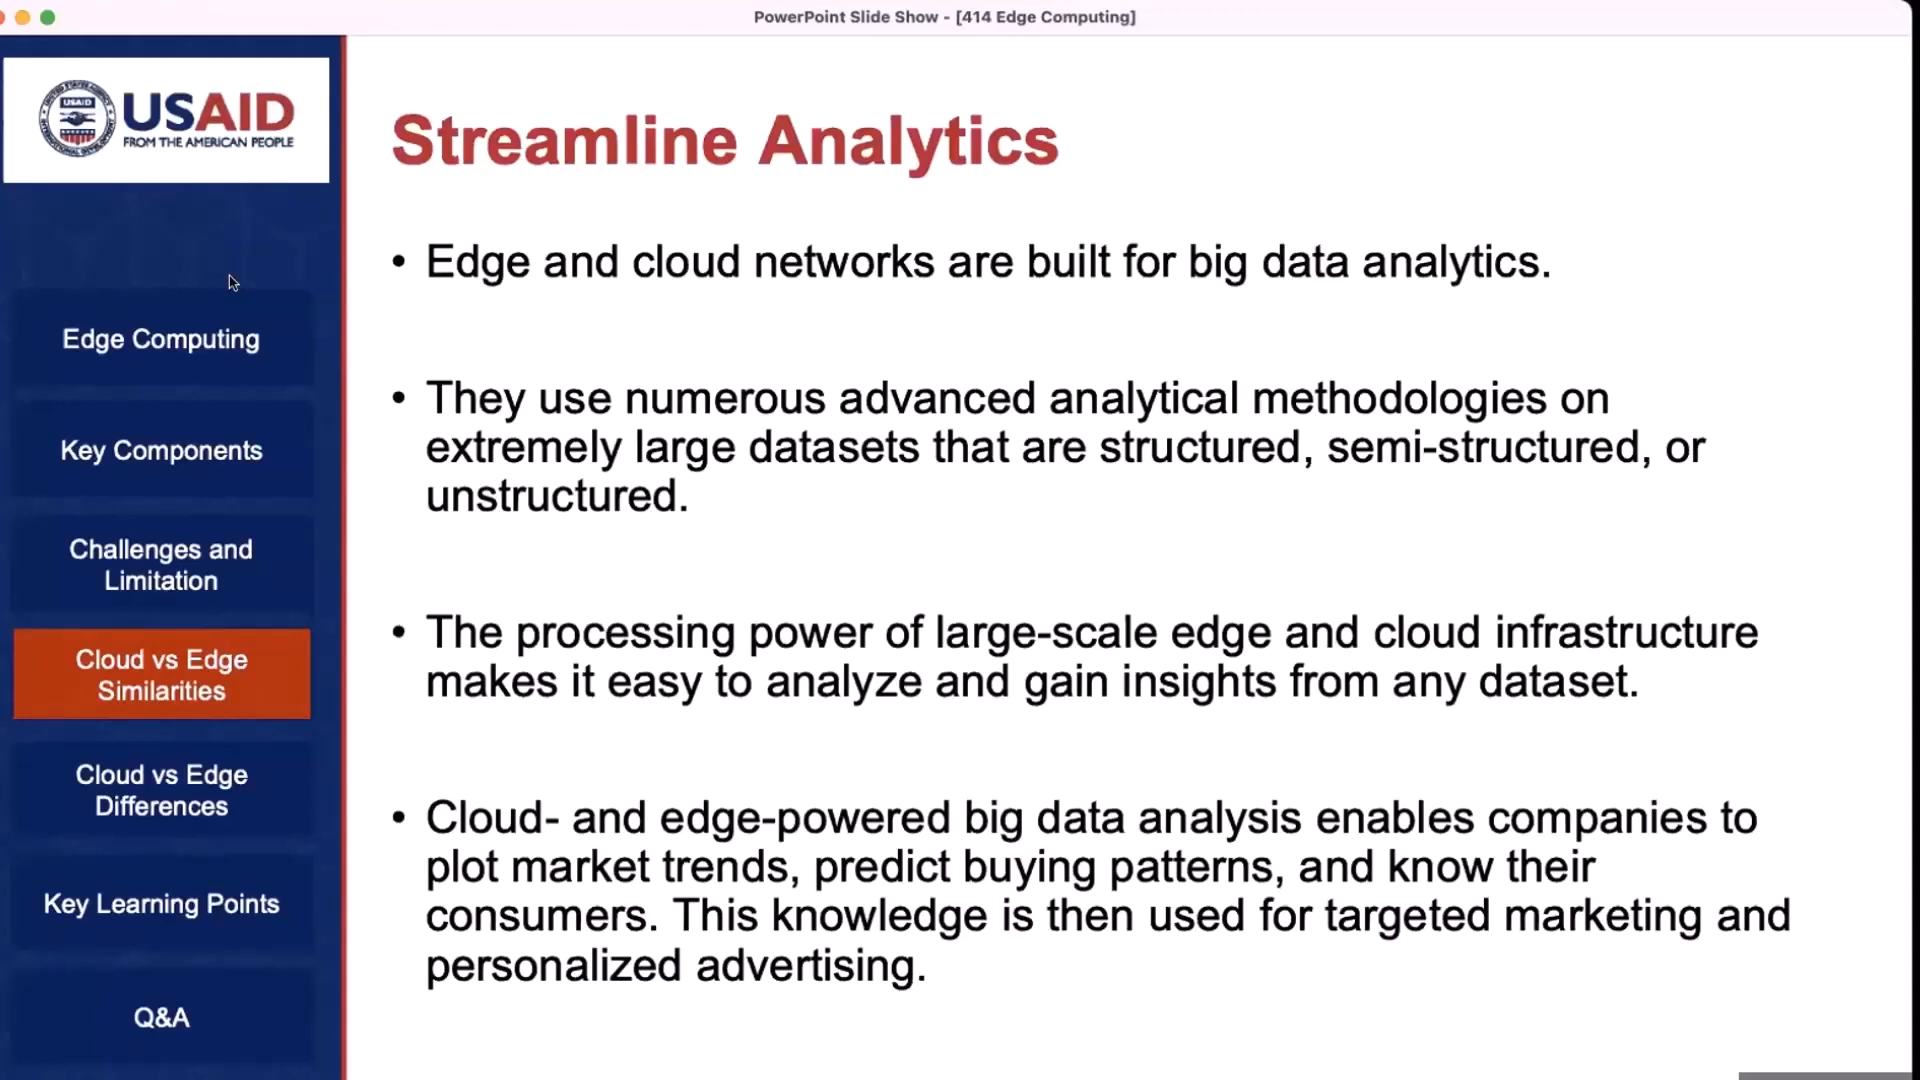 PowerPoint Slide Show - [414 Edge Computing]
USAID
USAID
FROM THE AMERICAN PEOPLE
Edge Computing
Key Components
Challenges and
Limitation
Cloud vs Edge
Similarities
Cloud vs Edge
Differences
Key Learning Points
Q&A
Streamline Analytics
• Edge and cloud networks are built for big data analytics.
• They use numerous advanced analytical methodologies on
extremely large datasets that are structured, semi-structured, or
unstructured.
• The processing power of large-scale edge and cloud infrastructure
makes it easy to analyze and gain insights from any dataset.
• Cloud- and edge-powered big data analysis enables companies to
plot market trends, predict buying patterns, and know their
consumers. This knowledge is then used for targeted marketing and
personalized advertising.